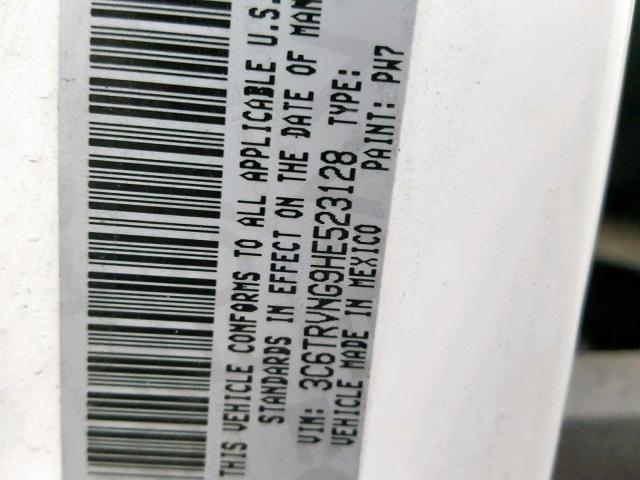 THIS VEHICLE CONFORMS TO ALL APPLICABLE U.S.
STANDARDS IN EFFECT ON THE DATE OF MAN
VIN: 3C6TRVNG9HE523128 TYPE:
VEHICLE MADE IN MEXICO PAINT: PW7